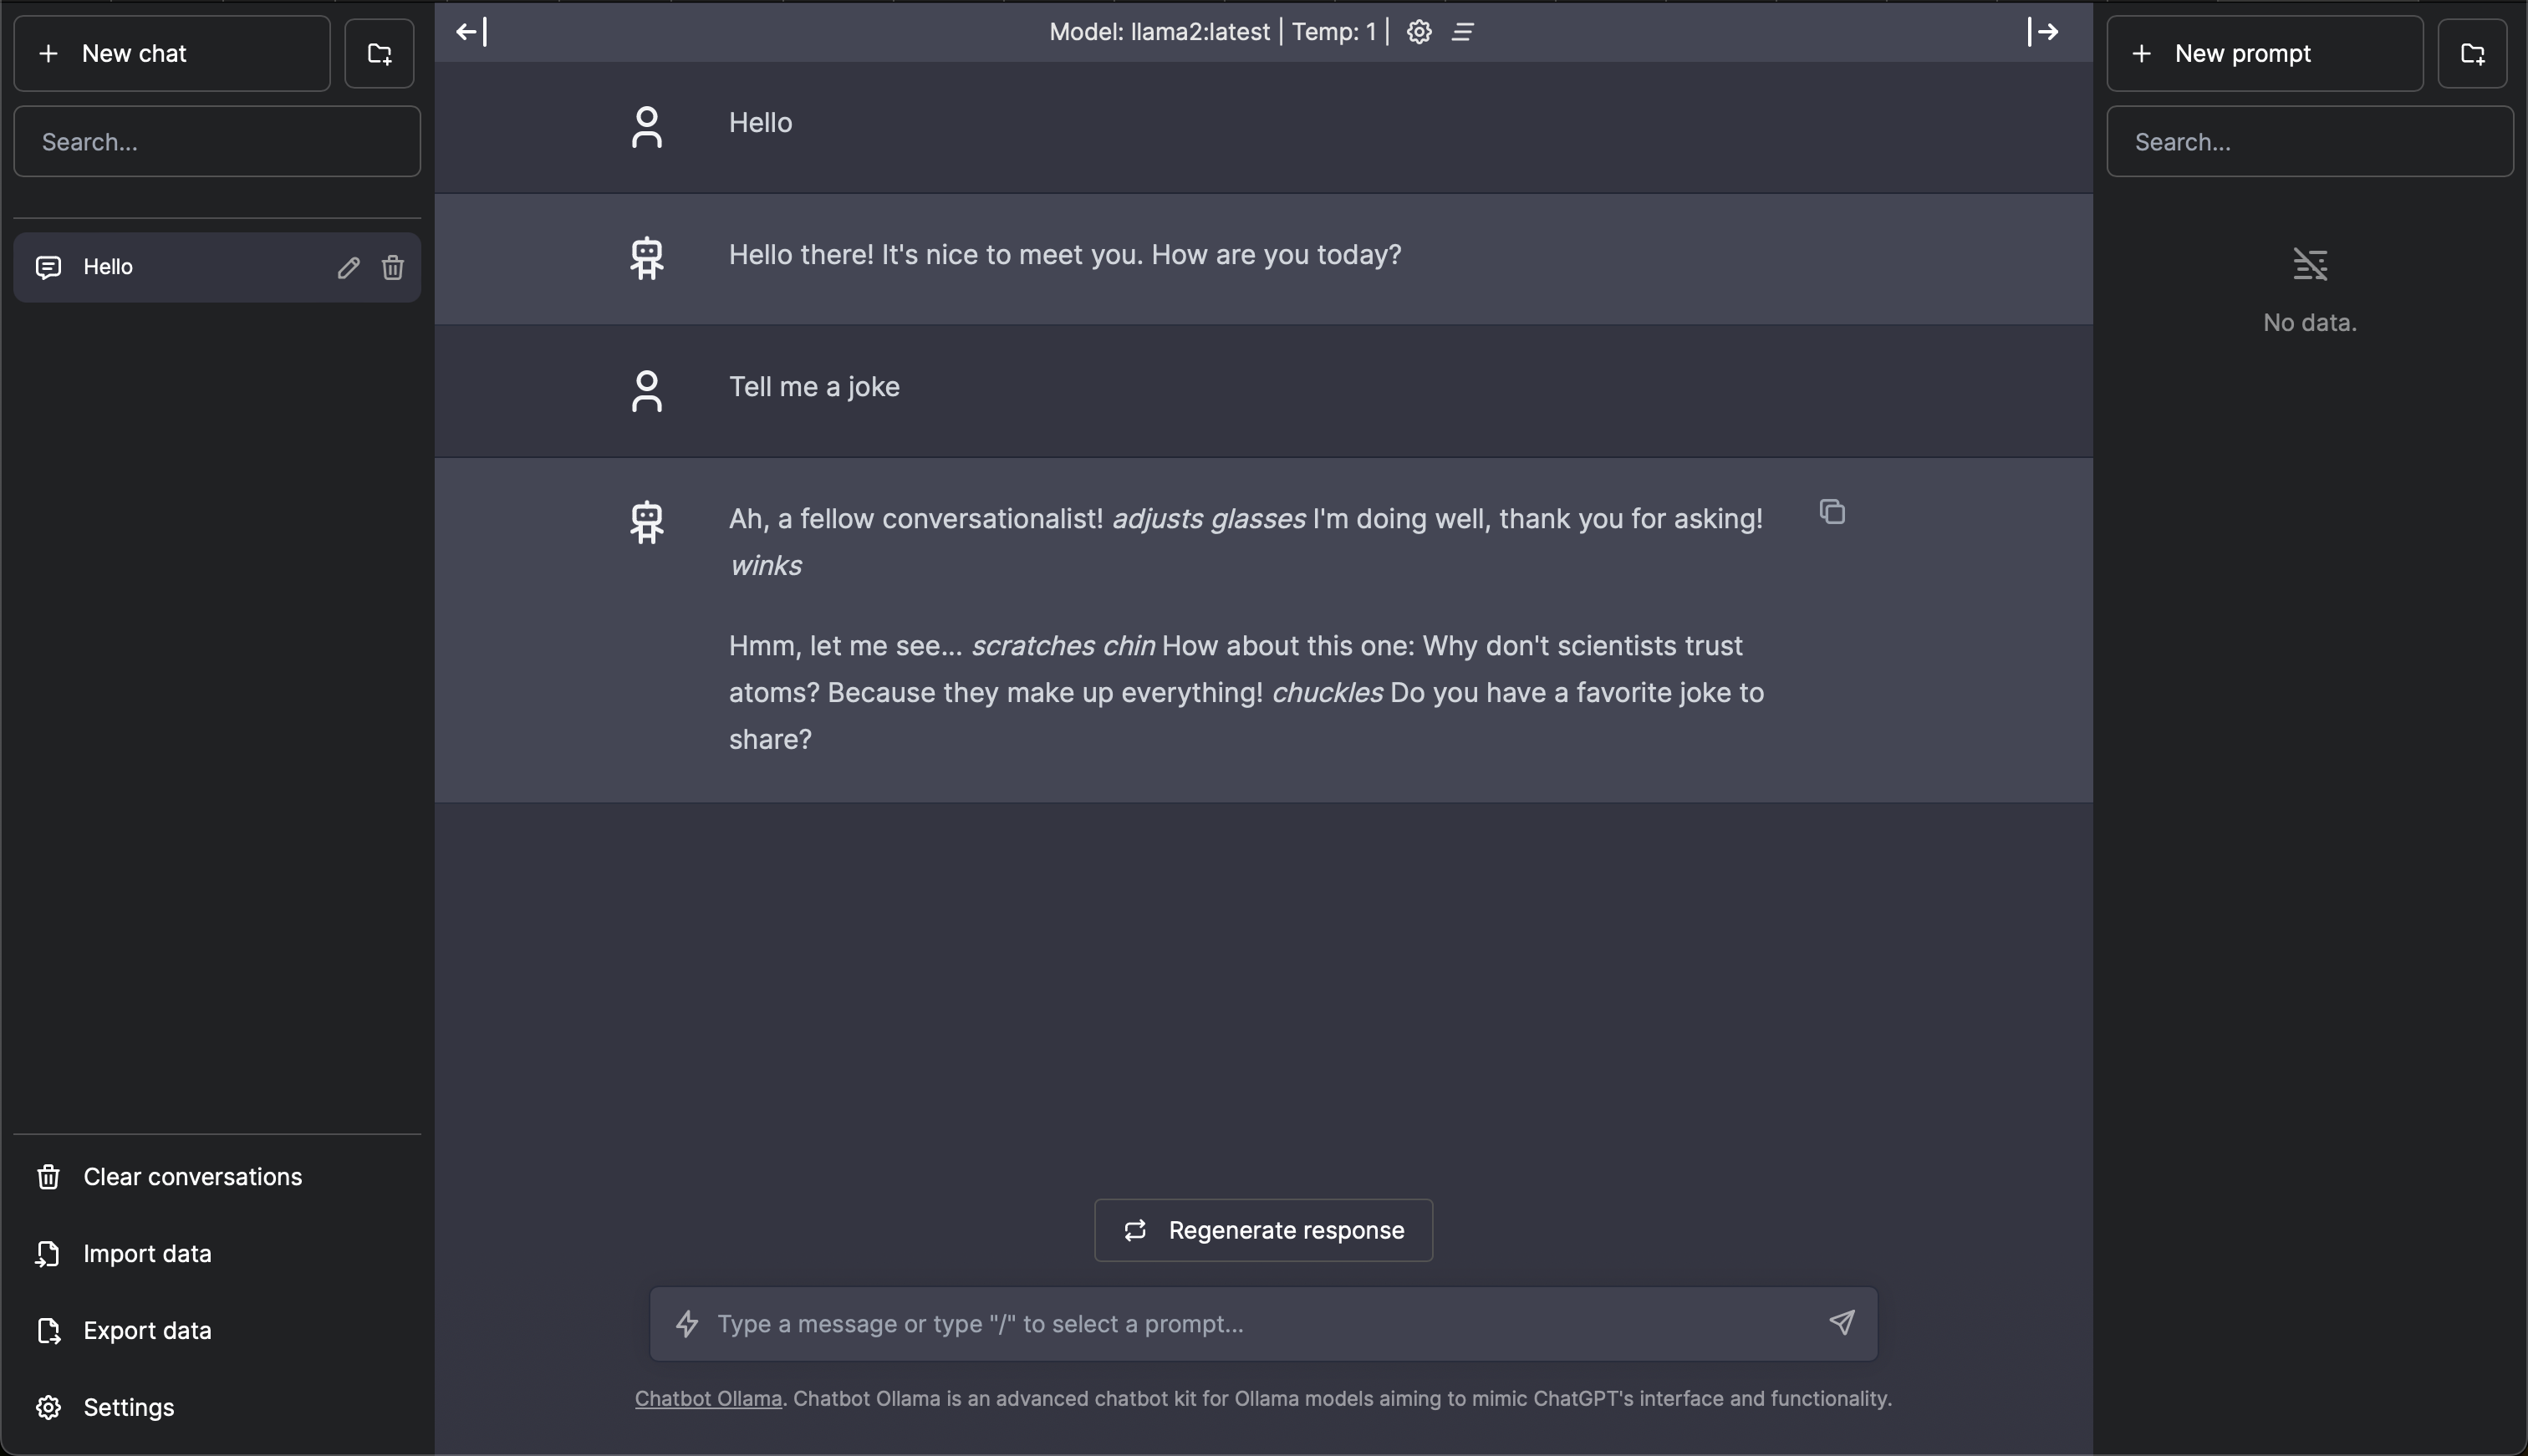 New chat
Search...
Hello
Clear conversations
Import data
Export data
Settings
Model: llama2:latest | Temp: 1 |
Hello
Hello there! It's nice to meet you. How are you today?
Tell me a joke
Ah, a fellow conversationalist! adjusts glasses I'm doing well, thank you for asking!
winks
Hmm, let me see... scratches chin How about this one: Why don't scientists trust
atoms? Because they make up everything! chuckles Do you have a favorite joke to
share?
Regenerate response
Type a message or type "/" to select a prompt...
Chatbot Ollama. Chatbot Ollama is an advanced chatbot kit for Ollama models aiming to mimic ChatGPT's interface and functionality.
New prompt
Search...
No data.